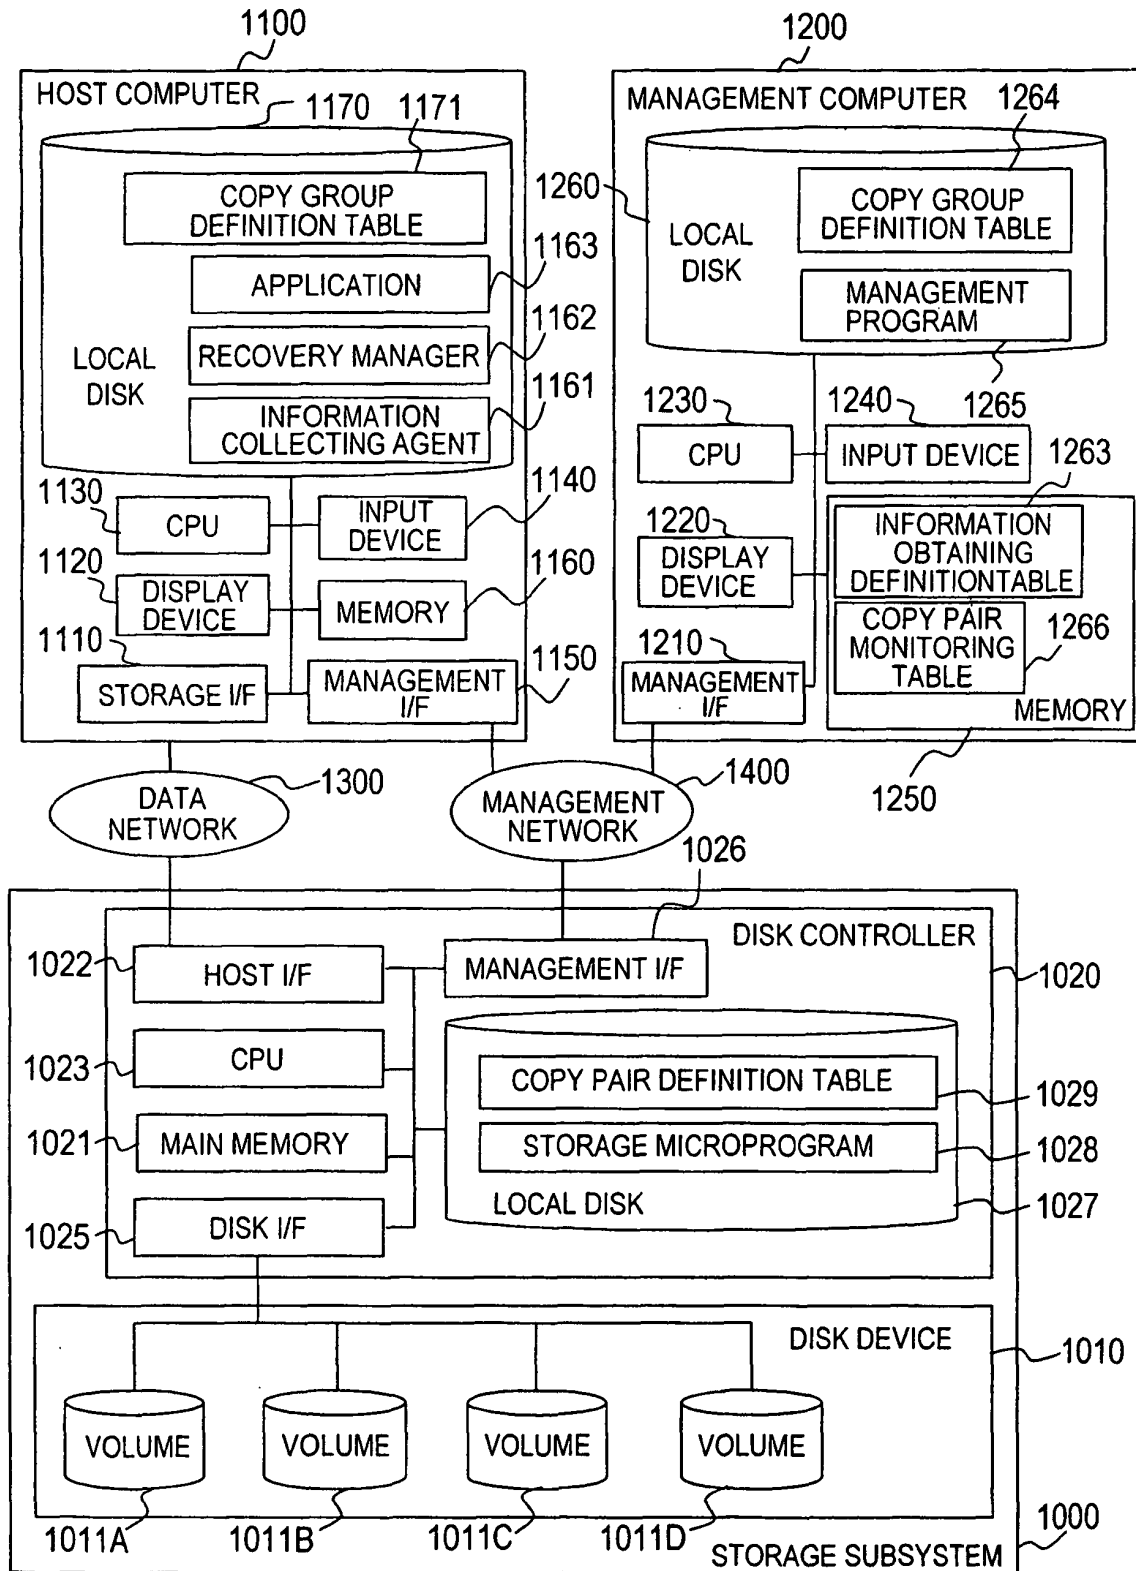 1100
HOST COMPUTER
1170
1171
COPY GROUP
DEFINITION TABLE
1163
APPLICATION
1162
RECOVERY MANAGER
LOCAL
DISK
1161
INFORMATION
COLLECTING AGENT
1130
CPU
1140
INPUT
DEVICE
1120
DISPLAY
DEVICE
1160
MEMORY
1110
STORAGE I/F
1150
MANAGEMENT
I/F
1200
MANAGEMENT COMPUTER
1264
1260
COPY GROUP
DEFINITION TABLE
LOCAL
DISK
MANAGEMENT
PROGRAM
1265
1230
CPU
1240
INPUT DEVICE
1263
1220
DISPLAY
DEVICE
INFORMATION
OBTAINING
DEFINITIONTABLE
COPY PAIR
MONITORING
TABLE
1266
1210
MANAGEMENT
I/F
MEMORY
1250
1300
DATA
NETWORK
1400
MANAGEMENT
NETWORK
1026
DISK CONTROLLER
1022
HOST I/F
MANAGEMENT I/F
1020
1023
CPU
COPY PAIR DEFINITION TABLE
1029
1021
MAIN MEMORY
STORAGE MICROPROGRAM
1028
LOCAL DISK
1027
1025
DISK I/F
DISK DEVICE
1010
VOLUME
VOLUME
VOLUME
VOLUME
1011A
1011B
1011C
1011D
1000
STORAGE SUBSYSTEM